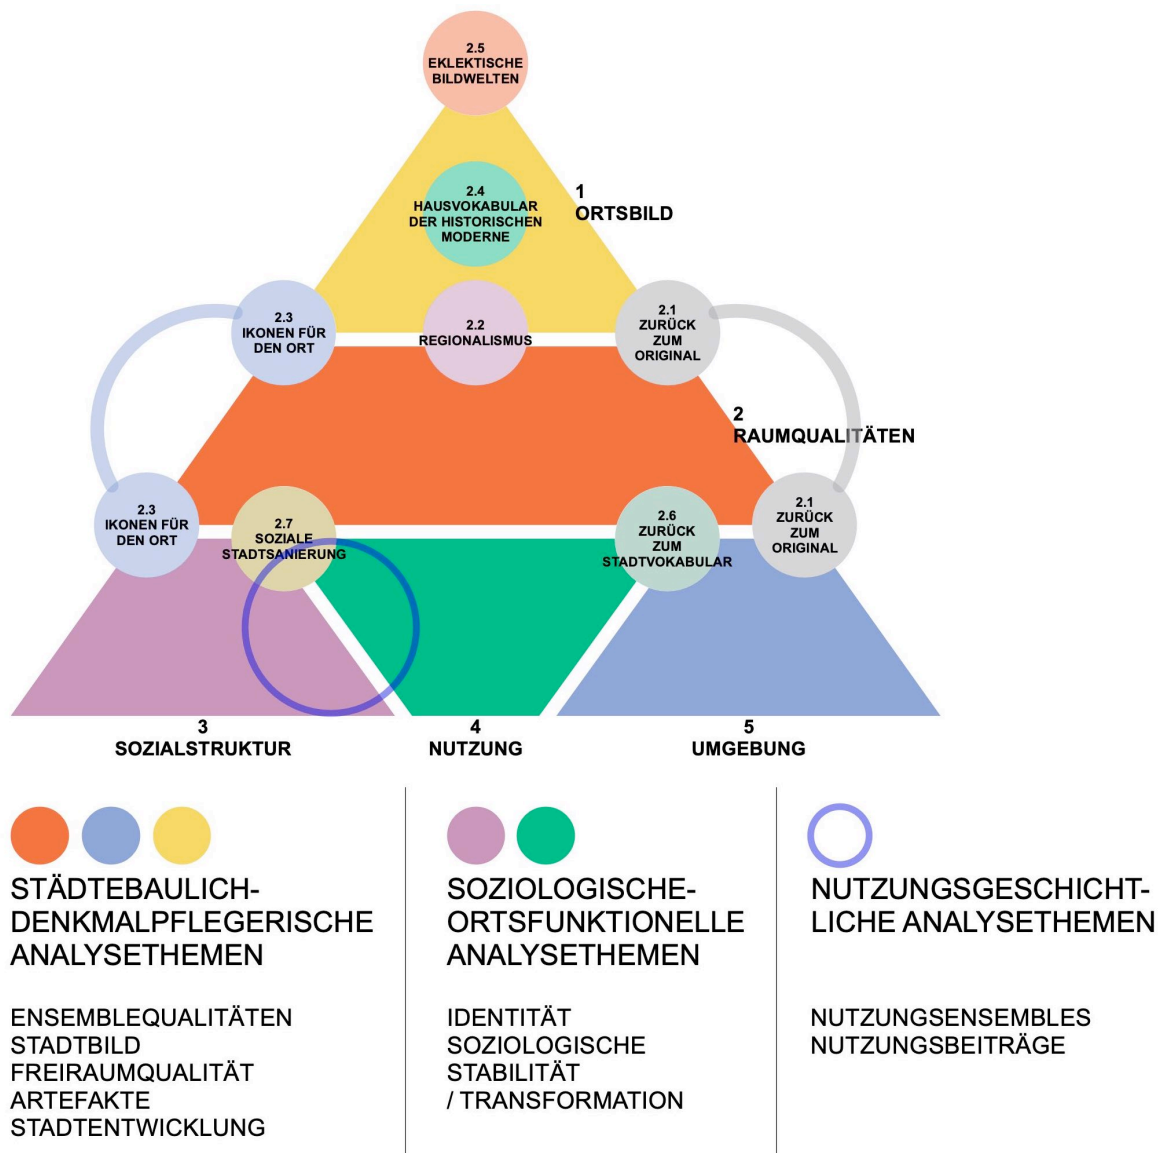 2.5
EKLEKTISCHE
BILDWELTEN
2.4
HAUSVOKABULAR
DER HISTORISCHEN
MODERNE
1
ORTSBILD
2.3
IKONEN FÜR
DEN ORT
2.2
REGIONALISMUS
2.1
ZURÜCK
ZUM
ORIGINAL
2
RAUMQUALITÄTEN
2.3
IKONEN FÜR
DEN ORT
2.7
SOZIALE
STADTSANIERUNG
2.6
ZURÜCK
ZUM
STADTVOKABULAR
2.1
ZURÜCK
ZUM
ORIGINAL
3
SOZIALSTRUKTUR
4
NUTZUNG
5
UMGEBUNG
STÄDTEBAULICH-
DENKMALPFLEGERISCHE
ANALYSETHEMEN
ENSEMBLEQUALITÄTEN
STADTBILD
FREIRAUMQUALITÄT
ARTEFAKTE
STADTENTWICKLUNG
SOZIOLOGISCHE-
ORTSFUNKTIONELLE
ANALYSETHEMEN
IDENTITÄT
SOZIOLOGISCHE
STABILITÄT
/ TRANSFORMATION
NUTZUNGSGESCHICHT-
LICHE ANALYSETHEMEN
NUTZUNGSENSEMBLES
NUTZUNGSBEITRÄGE